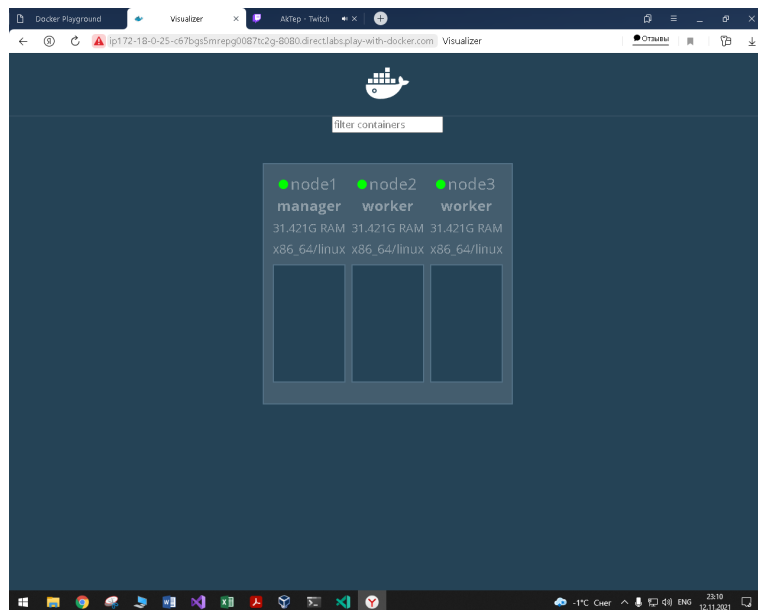 Docker Playground
Visualizer
AkTep - Twitch
ip172-18-0-25-c67bgs5mrepg0087tc2g-8080.direct.labs.play-with-docker.com Visualizer
Отзывы
filter containers
node1 node2 node3
manager worker worker
31.421G RAM 31.421G RAM 31.421G RAM
x86_64/linux x86_64/linux x86_64/linux
-1°C Снег
ENG
23:10
12.11.2021